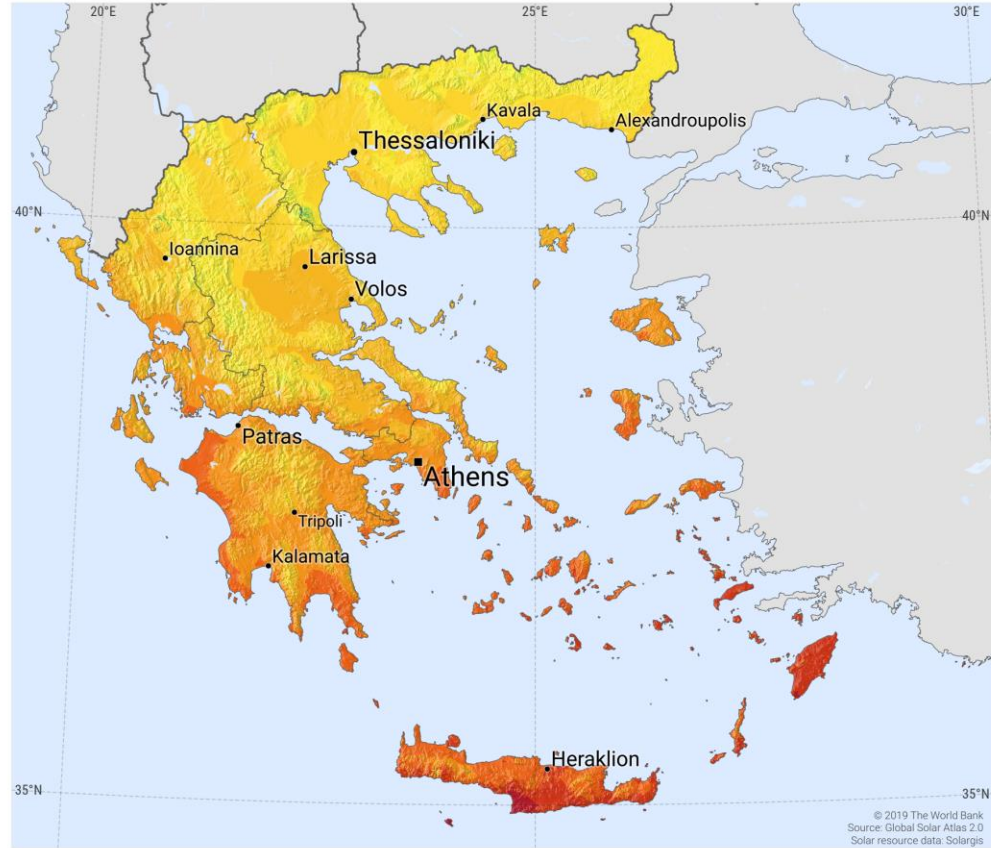 20°E 25°E 30°E
Kavala
Alexandroupolis
Thessaloniki
40°N 40°N
Ioannina
Larissa
Volos
Patras
Athens
Tripoli
Kalamata
Heraklion
35°N 35°N
© 2019 The World Bank
Source: Global Solar Atlas 2.0
Solar resource data: Solargis